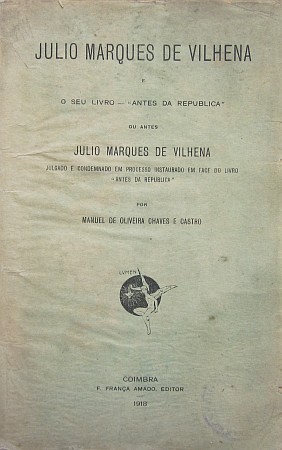 JULIO MARQUES DE VILHENA
E
O SEU LIVRO — "ANTES DA REPUBLICA"
OU ANTES
JULIO MARQUES DE VILHENA
JULGADO E CONDEMNADO EM PROCESSO INSTAURADO EM FACE DO LIVRO
"ANTES DA REPUBLICA"
POR
MANUEL DE OLIVEIRA CHAVES E CASTRO
LVMEN
COIMBRA
F. FRANÇA AMADO, EDITOR
1918